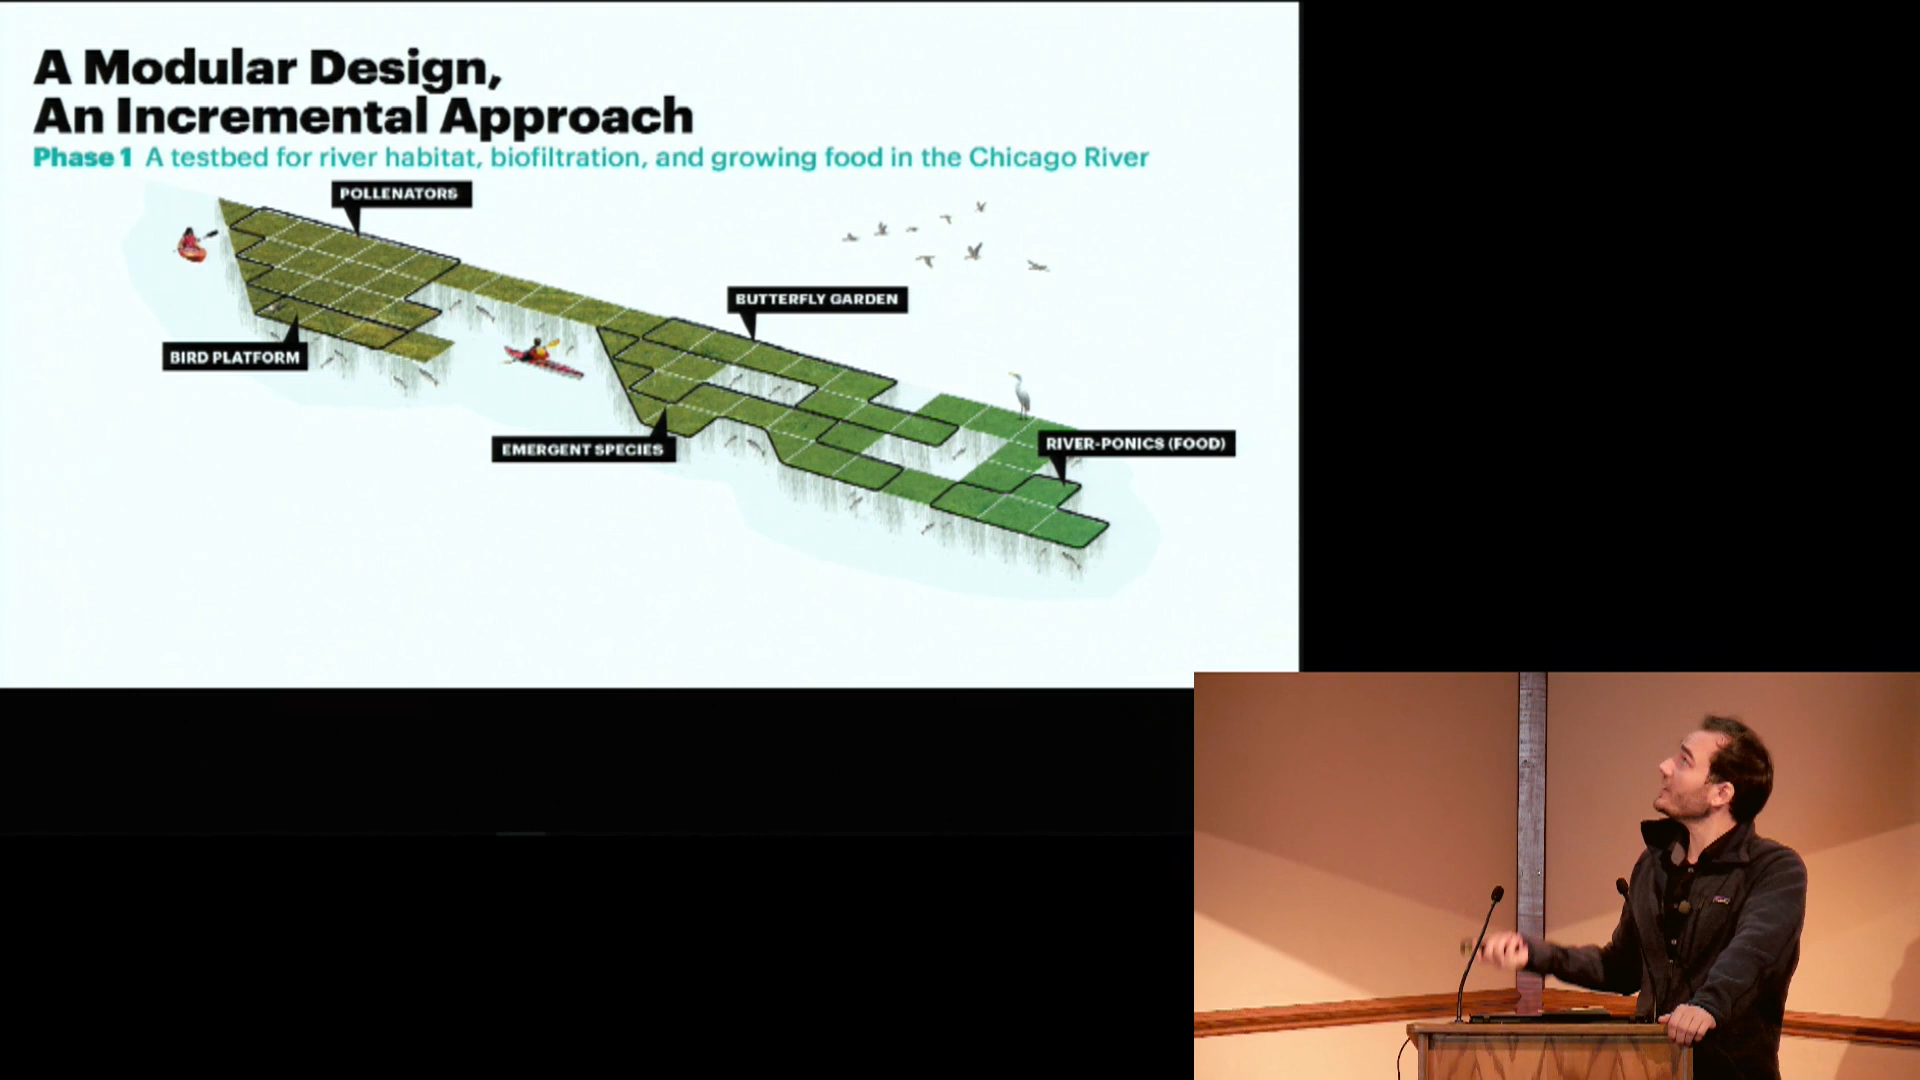 A Modular Design,
An Incremental Approach
Phase 1 A testbed for river habitat, biofiltration, and growing food in the Chicago River
POLLENATORS
BUTTERFLY GARDEN
BIRD PLATFORM
EMERGENT SPECIES
RIVER-PONICS (FOOD)